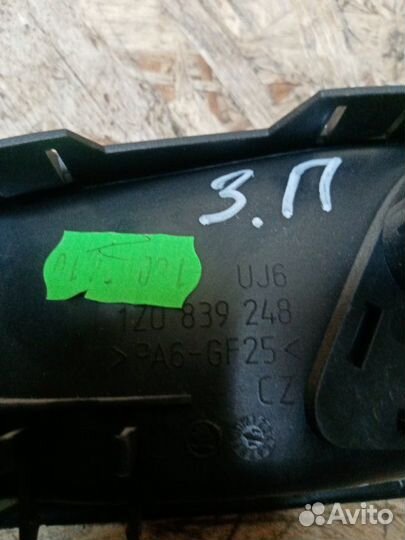 З.П
UJ6
1Z0 839 248
>PA6-GF25<
CZ
Avito